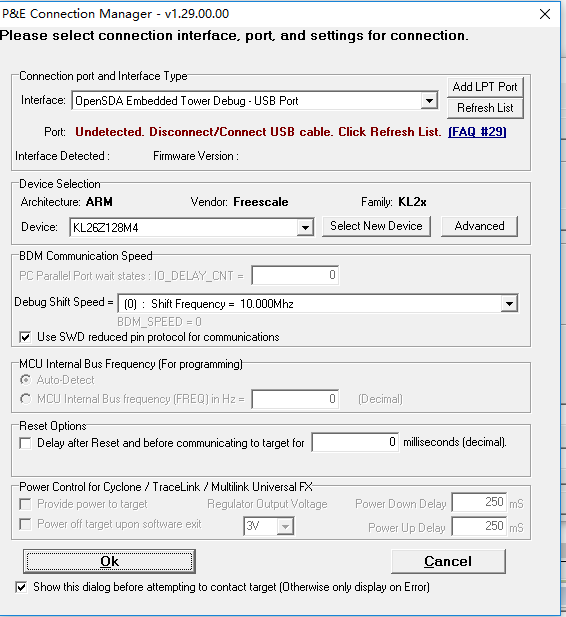 P&E Connection Manager - v1.29.00.00
Please select connection interface, port, and settings for connection.
Connection port and Interface Type
Add LPT Port
Interface: OpenSDA Embedded Tower Debug - USB Port
Refresh List
Port: Undetected. Disconnect/Connect USB cable. Click Refresh List. (FAQ #29)
Interface Detected : Firmware Version :
Device Selection
Architecture: ARM Vendor: Freescale Family: KL2x
Device: KL26Z128M4 Select New Device Advanced
BDM Communication Speed
PC Parallel Port wait states : IO_DELAY_CNT = 0
Debug Shift Speed = (0) : Shift Frequency = 10.000Mhz
BDM_SPEED = 0
Use SWD reduced pin protocol for communications
MCU Internal Bus Frequency (For programming)
Auto-Detect
MCU Internal Bus frequency (FREQ) in Hz = 0 (Decimal)
Reset Options
Delay after Reset and before communicating to target for 0 milliseconds (decimal).
Power Control for Cyclone / TraceLink / Multilink Universal FX
Provide power to target Regulator Output Voltage Power Down Delay 250 mS
Power off target upon software exit 3V Power Up Delay 250 mS
Ok Cancel
Show this dialog before attempting to contact target (Otherwise only display on Error)